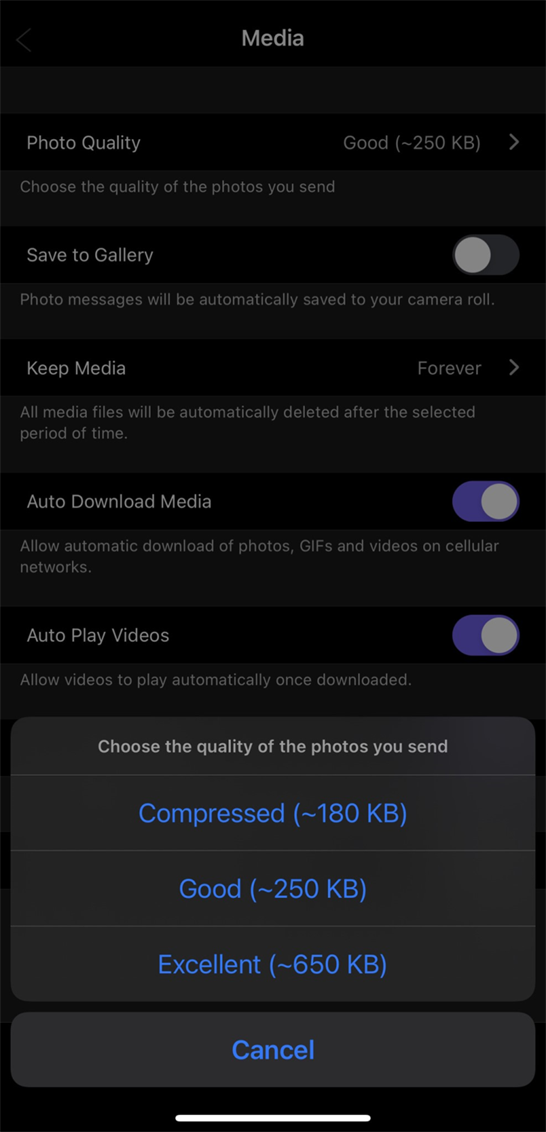 Media
Photo Quality Good (~250 KB)
Choose the quality of the photos you send
Save to Gallery
Photo messages will be automatically saved to your camera roll.
Keep Media Forever
All media files will be automatically deleted after the selected
period of time.
Auto Download Media
Allow automatic download of photos, GIFs and videos on cellular
networks.
Auto Play Videos
Allow videos to play automatically once downloaded.
Choose the quality of the photos you send
Compressed (~180 KB)
Good (~250 KB)
Excellent (~650 KB)
Cancel